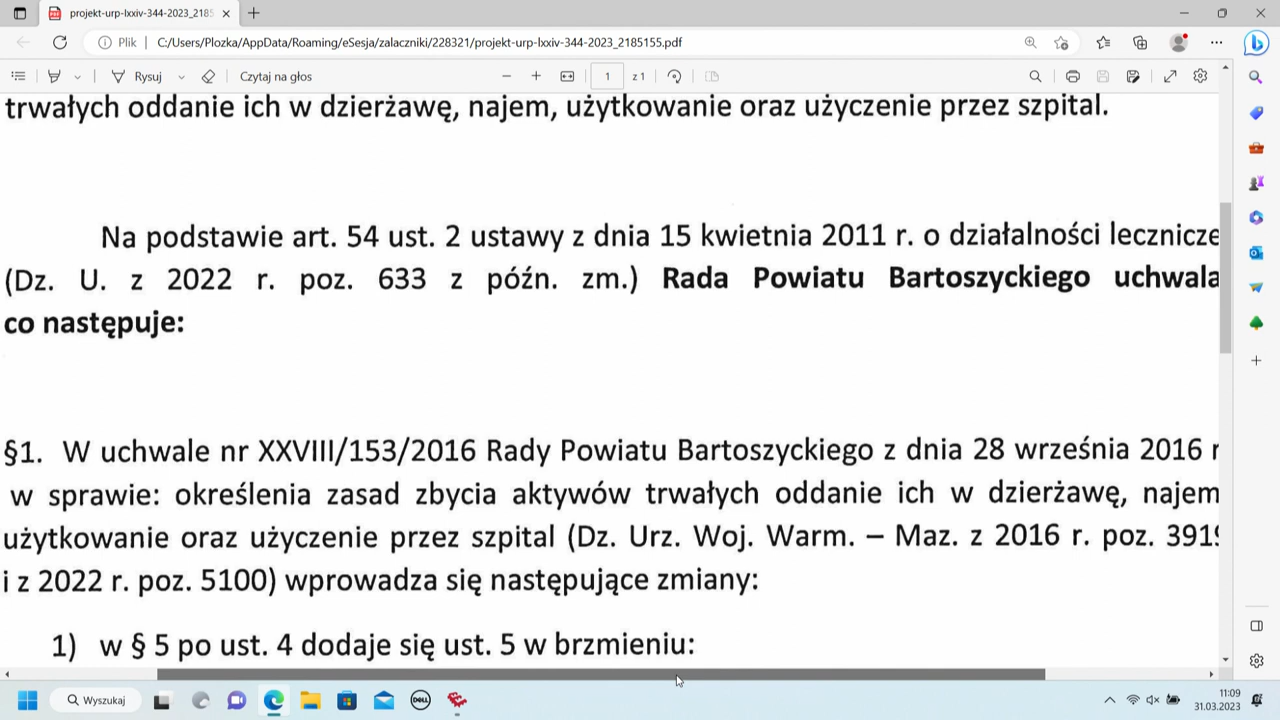 projekt-urp-lxxiv-344-2023_2185
Plik
C:/Users/Plozka/AppData/Roaming/eSesja/zalaczniki/228321/projekt-urp-lxxiv-344-2023_2185155.pdf
Rysuj
Czytaj na głos
1
z 1
trwałych oddanie ich w dzierżawę, najem, użytkowanie oraz użyczenie przez szpital.
Na podstawie art. 54 ust. 2 ustawy z dnia 15 kwietnia 2011 r. o działalności lecznicze
(Dz. U. z 2022 r. poz. 633 z późn. zm.) Rada Powiatu Bartoszyckiego uchwala
co następuje:
§1. W uchwale nr XXVIII/153/2016 Rady Powiatu Bartoszyckiego z dnia 28 września 2016 r
w sprawie: określenia zasad zbycia aktywów trwałych oddanie ich w dzierżawę, najem
użytkowanie oraz użyczenie przez szpital (Dz. Urz. Woj. Warm. – Maz. z 2016 r. poz. 3919
i z 2022 r. poz. 5100) wprowadza się następujące zmiany:
1) w § 5 po ust. 4 dodaje się ust. 5 w brzmieniu:
Wyszukaj
DELL
11:09
31.03.2023